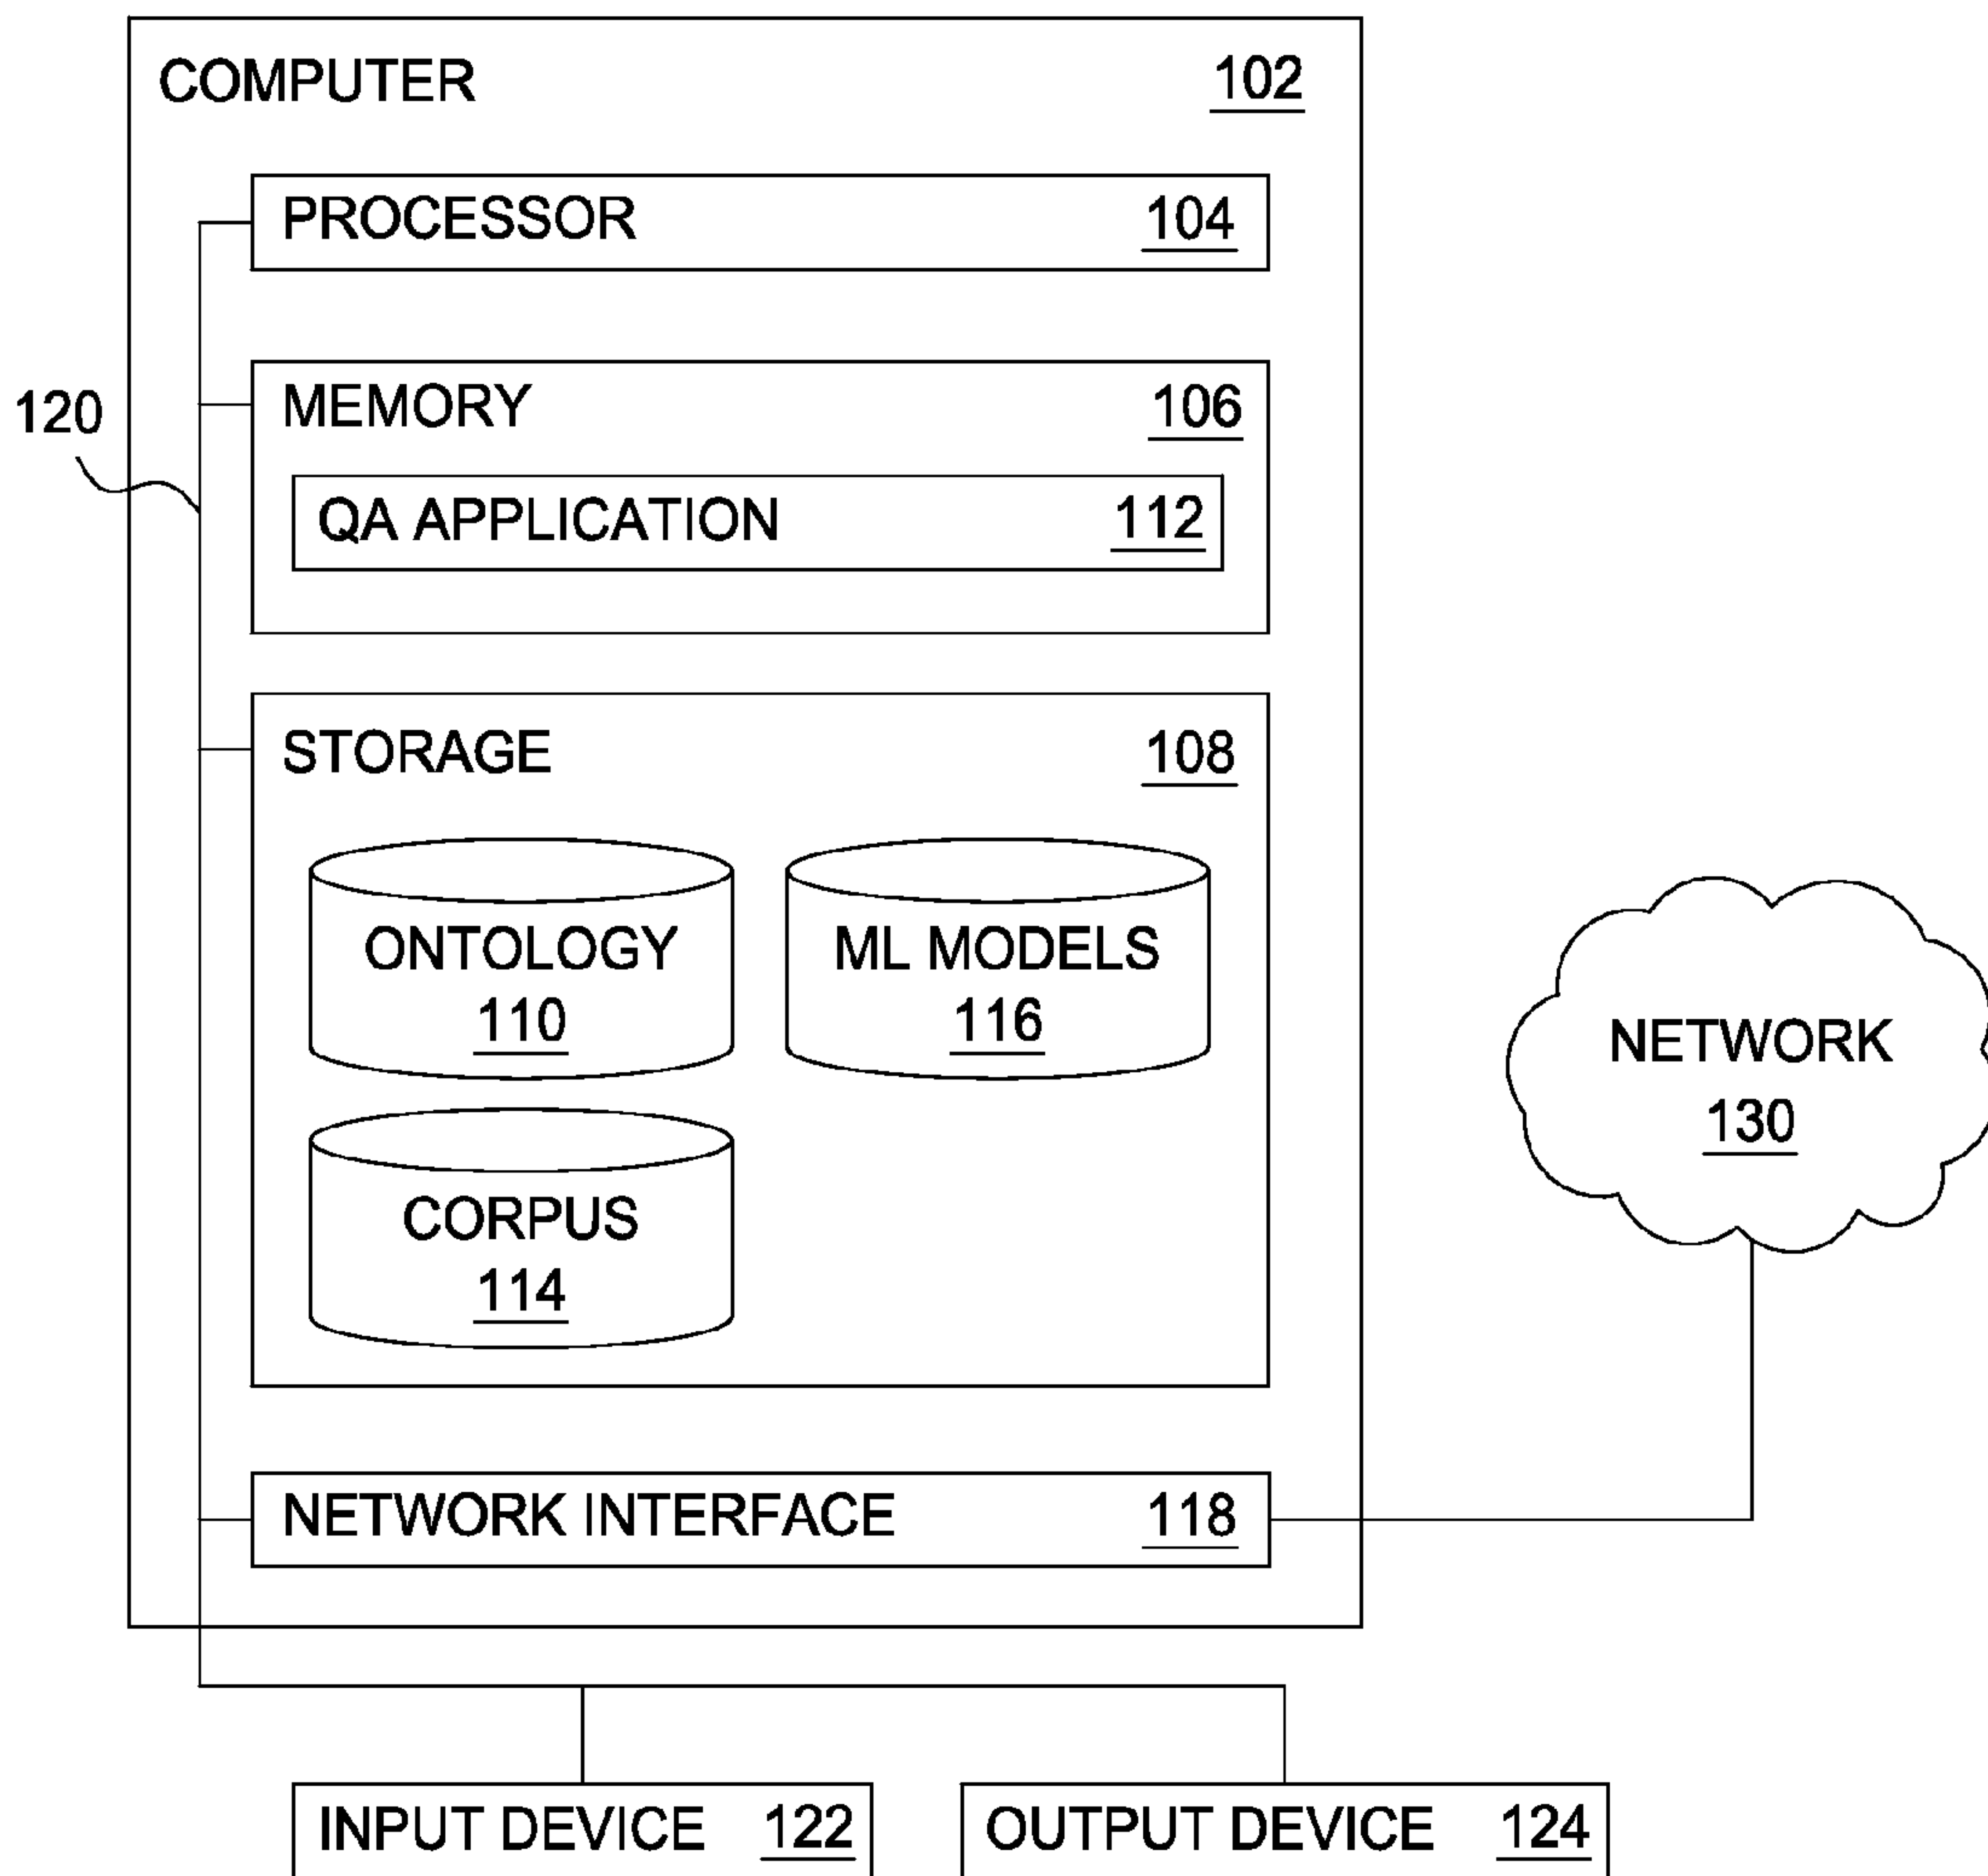 COMPUTER 102
PROCESSOR 104
120
MEMORY 106
QA APPLICATION 112
STORAGE 108
ONTOLOGY
110
ML MODELS
116
CORPUS
114
NETWORK
130
NETWORK INTERFACE 118
INPUT DEVICE 122
OUTPUT DEVICE 124